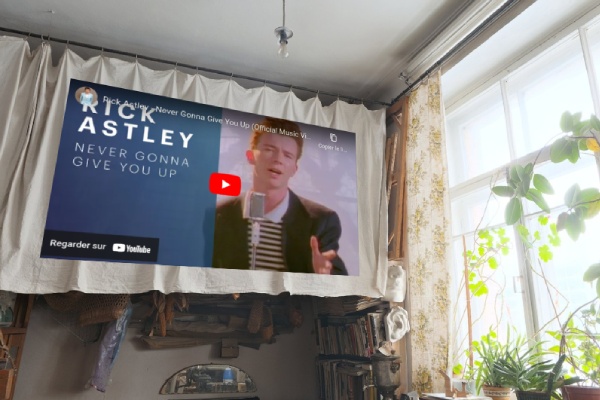 Rick Astley - Never Gonna Give You Up (Official Music V
RICK
ASTLEY
NEVER GONNA
GIVE YOU UP
Copier le li...
Regarder sur YouTube